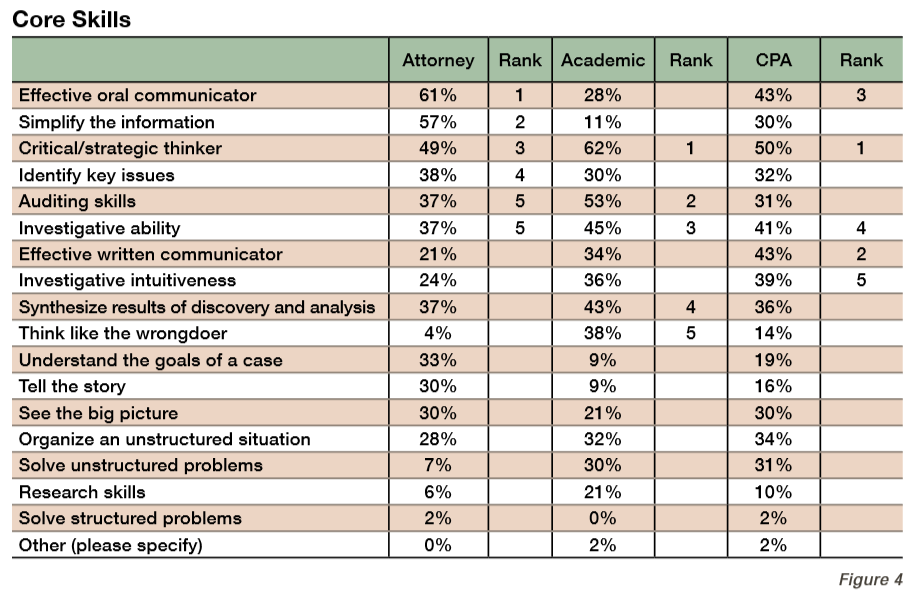 Core Skills
Attorney Rank Academic Rank CPA Rank
Effective oral communicator 61% 1 28% 43% 3
Simplify the information 57% 2 11% 30%
Critical/strategic thinker 49% 3 62% 1 50% 1
Identify key issues 38% 4 30% 32%
Auditing skills 37% 5 53% 2 31%
Investigative ability 37% 5 45% 3 41% 4
Effective written communicator 21% 34% 43% 2
Investigative intuitiveness 24% 36% 39% 5
Synthesize results of discovery and analysis 37% 43% 4 36%
Think like the wrongdoer 4% 38% 5 14%
Understand the goals of a case 33% 9% 19%
Tell the story 30% 9% 16%
See the big picture 30% 21% 30%
Organize an unstructured situation 28% 32% 34%
Solve unstructured problems 7% 30% 31%
Research skills 6% 21% 10%
Solve structured problems 2% 0% 2%
Other (please specify) 0% 2% 2%
Figure 4